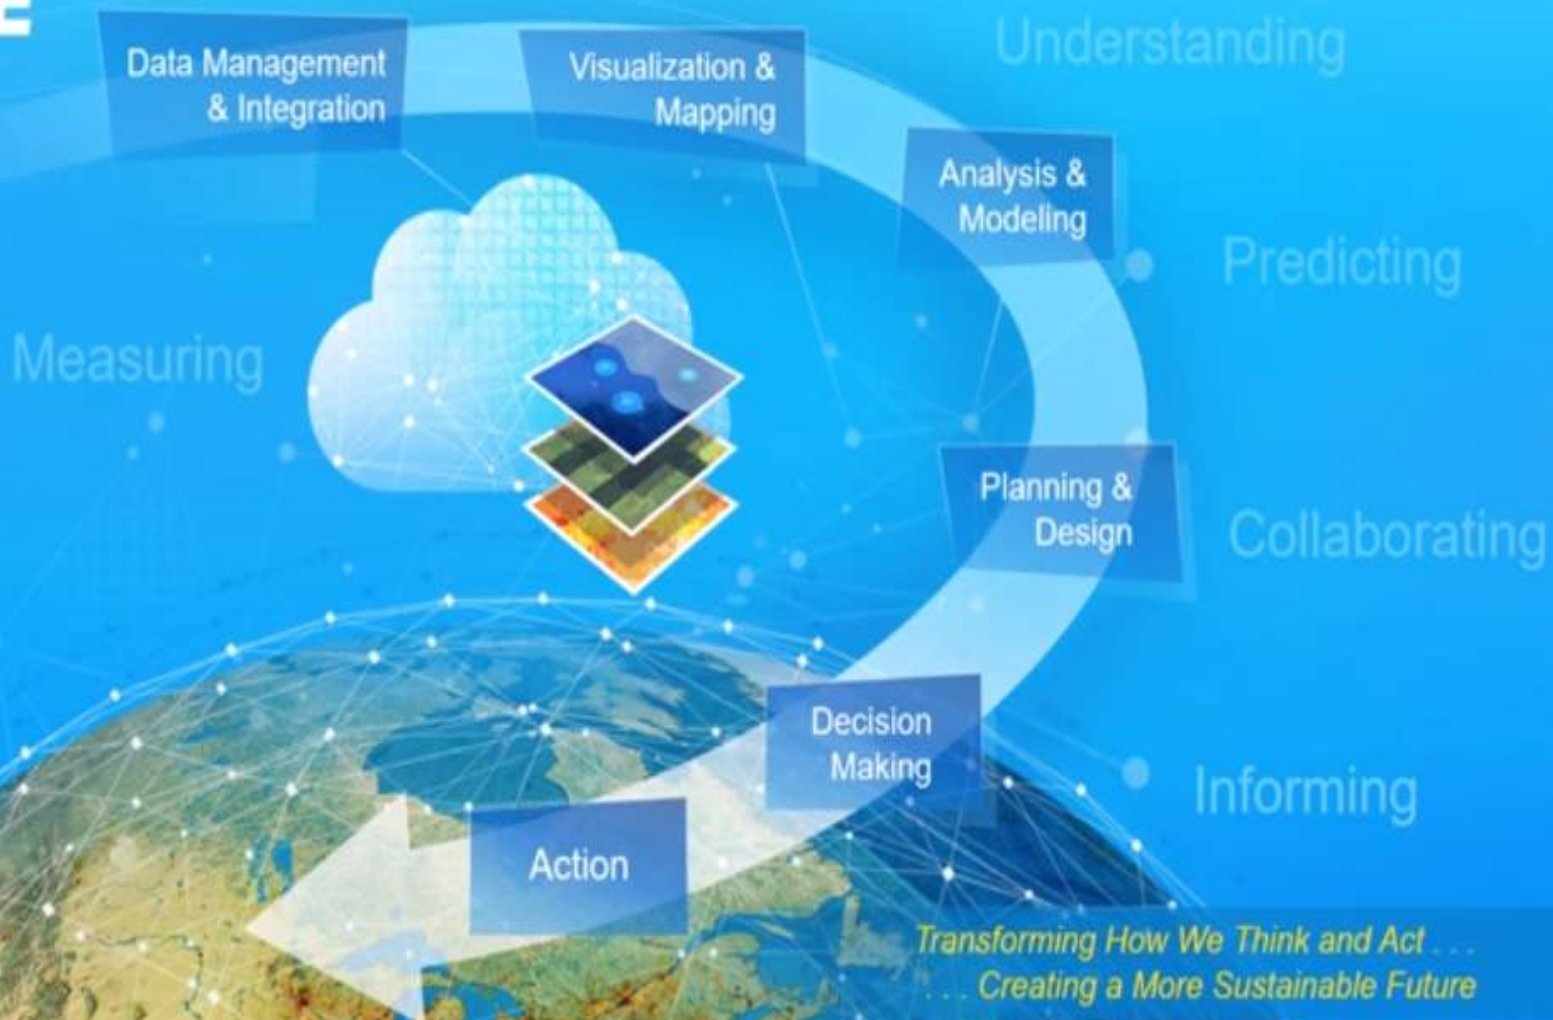 E
Data Management
& Integration
Visualization &
Mapping
Understanding
Analysis &
Modeling
Predicting
Measuring
Planning &
Design
Collaborating
Decision
Making
Informing
Action
Transforming How We Think and Act . . .
. . . Creating a More Sustainable Future